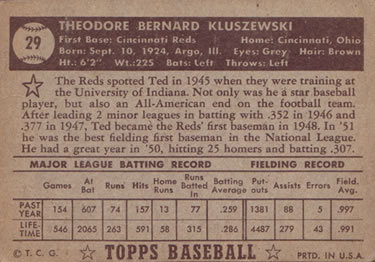 29
THEODORE BERNARD KLUSZEWSKI
First Base: Cincinnati Reds Home: Cincinnati, Ohio
Born: Sept. 10, 1924, Argo, Ill. Eyes: Grey Hair: Brown
Ht.: 6'2" Wt.:225 Bats: Left Throws: Left
The Reds spotted Ted in 1945 when they were training at
the University of Indiana. Not only was he a star baseball
player, but also an All-American end on the football team.
After leading 2 minor leagues in batting with .352 in 1946 and
.377 in 1947, Ted became the Reds' first baseman in 1948. In '51
he was the best fielding first baseman in the National League.
He had a great year in '50, hitting 25 homers and batting .307.
MAJOR LEAGUE BATTING RECORD FIELDING RECORD
Games At Bat Runs Hits Home Runs Runs Batted In Batting Average Put-outs Assists Errors Field. Avg.
PAST YEAR 154 607 74 157 13 77 .259 1381 88 5 .997
LIFE-TIME 546 2065 263 591 58 315 .286 4487 279 43 .991
© T. C. G. TOPPS BASEBALL PRTD. IN U.S.A.